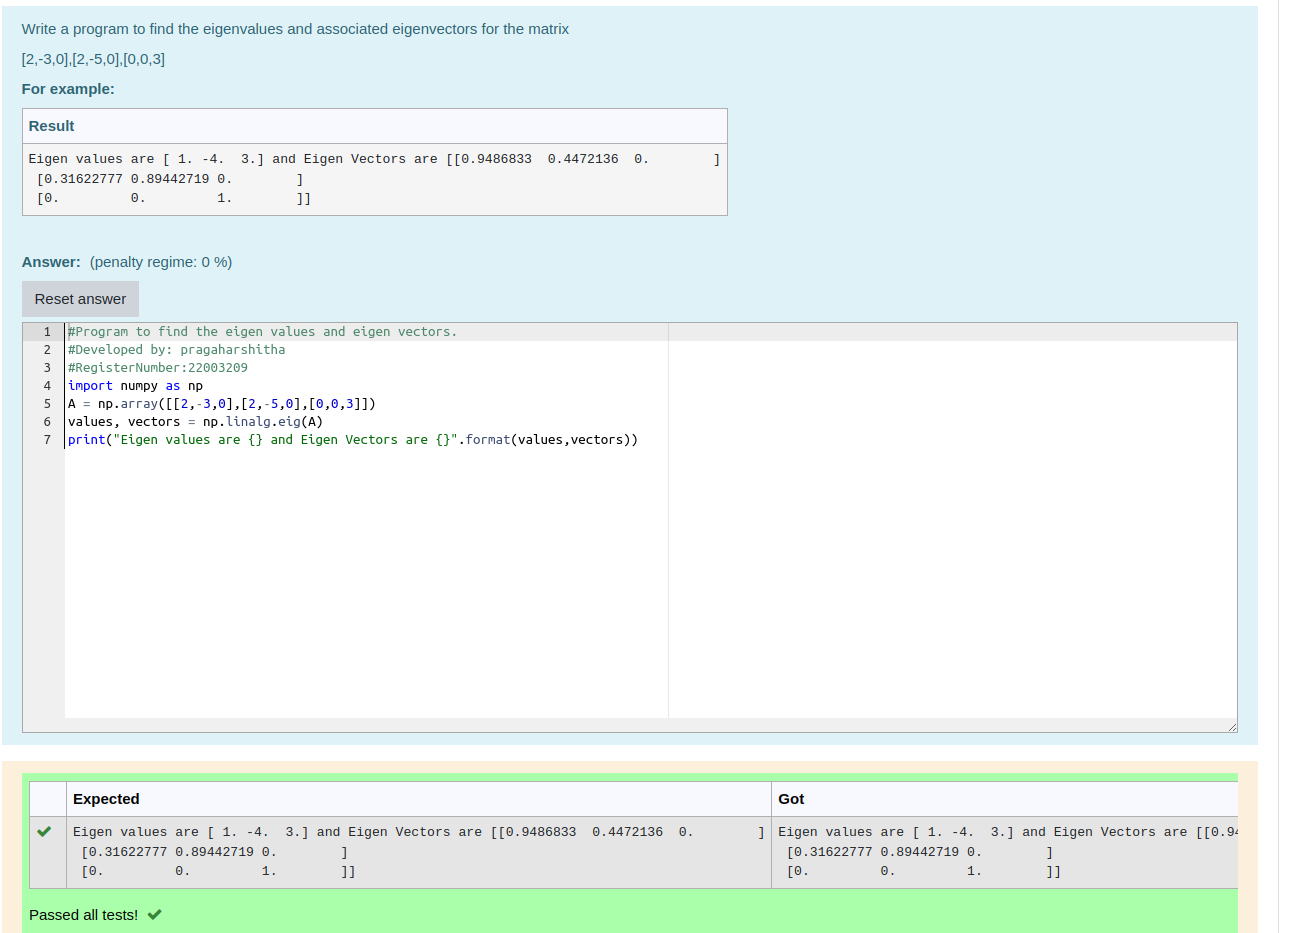 Write a program to find the eigenvalues and associated eigenvectors for the matrix
[2,-3,0],[2,-5,0],[0,0,3]
For example:
Result
Eigen values are [ 1. -4.  3.] and Eigen Vectors are [[0.9486833  0.4472136  0.        ]
 [0.31622777 0.89442719 0.        ]
 [0.         0.         1.        ]]
Answer: (penalty regime: 0 %)
Reset answer
1 #Program to find the eigen values and eigen vectors.
2 #Developed by: pragaharshitha
3 #RegisterNumber:22003209
4 import numpy as np
5 A = np.array([[2,-3,0],[2,-5,0],[0,0,3]])
6 values, vectors = np.linalg.eig(A)
7 print("Eigen values are {} and Eigen Vectors are {}".format(values,vectors))
Expected Got
Eigen values are [ 1. -4.  3.] and Eigen Vectors are [[0.9486833  0.4472136  0.        ] Eigen values are [ 1. -4.  3.] and Eigen Vectors are [[0.94
 [0.31622777 0.89442719 0.        ] [0.31622777 0.89442719 0.        ]
 [0.         0.         1.        ]] [0.         0.         1.        ]]
Passed all tests!